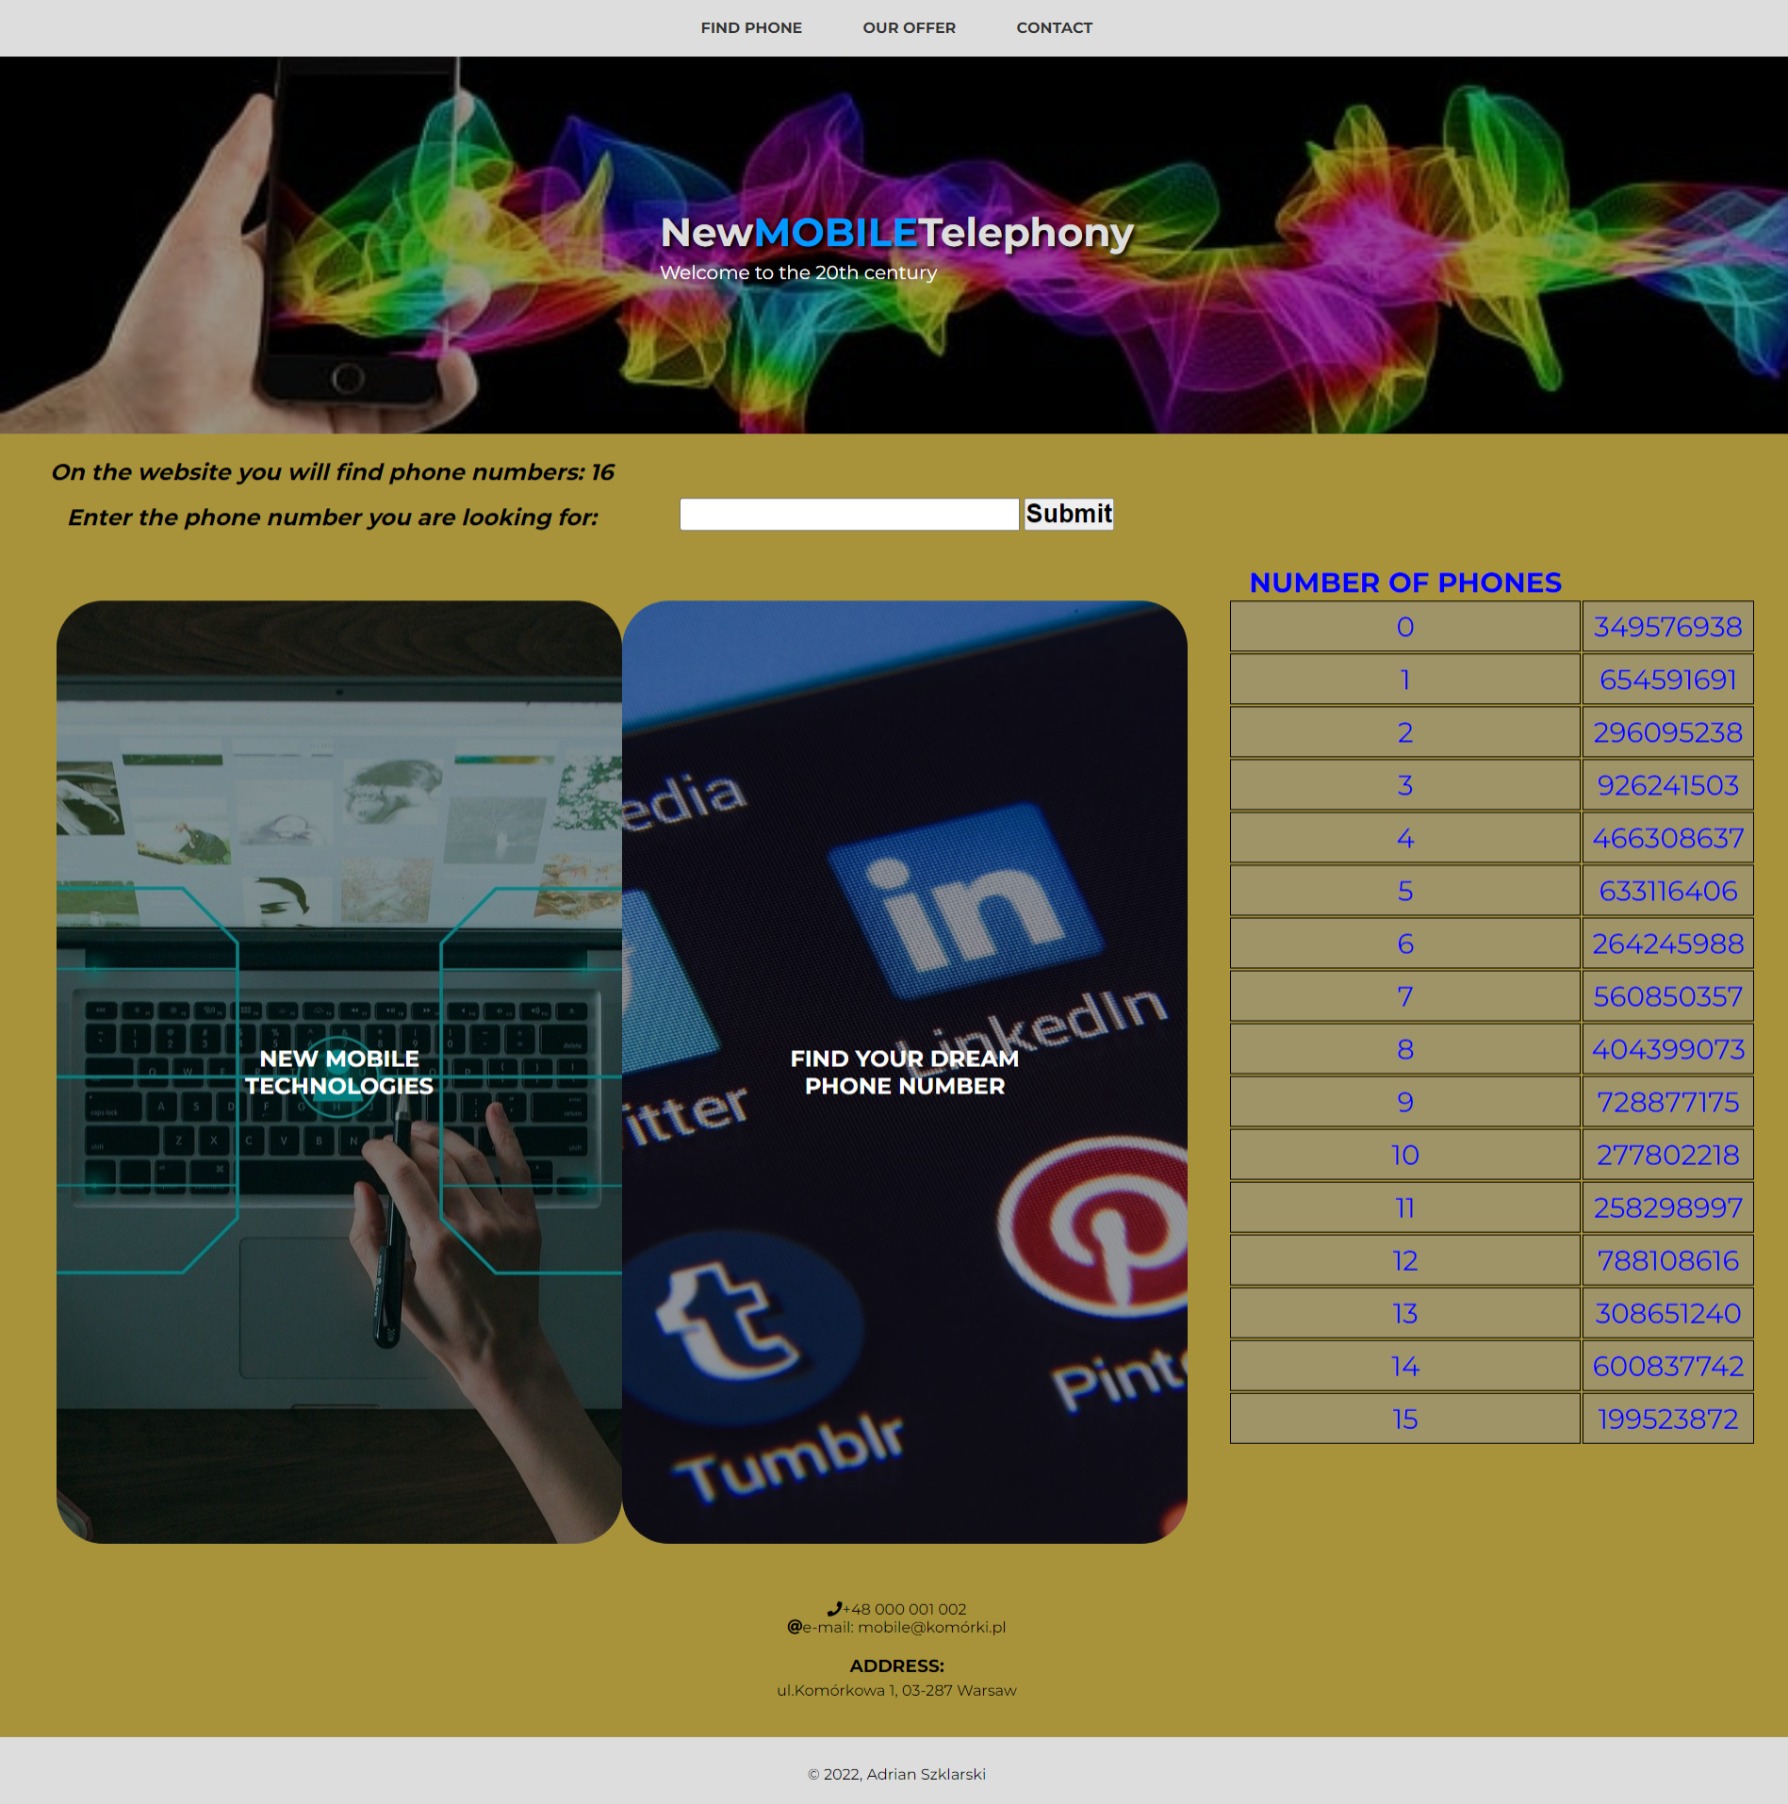 FIND PHONE OUR OFFER CONTACT
NewMOBILETelephony
Welcome to the 20th century
On the website you will find phone numbers: 16
Enter the phone number you are looking for:
Submit
NUMBER OF PHONES
0 349576938
1 654591691
2 296095238
3 926241503
4 466308637
5 633116406
6 264245988
7 560850357
8 404399073
9 728877175
10 277802218
11 258298997
12 788108616
13 308651240
14 600837742
15 199523872
NEW MOBILE
TECHNOLOGIES
edia
in
LinkedIn
itter
FIND YOUR DREAM
PHONE NUMBER
Tumblr
Pint
+48 000 001 002
@e-mail: mobile@komórki.pl
ADDRESS:
ul.Komórkowa 1, 03-287 Warsaw
© 2022, Adrian Szklarski